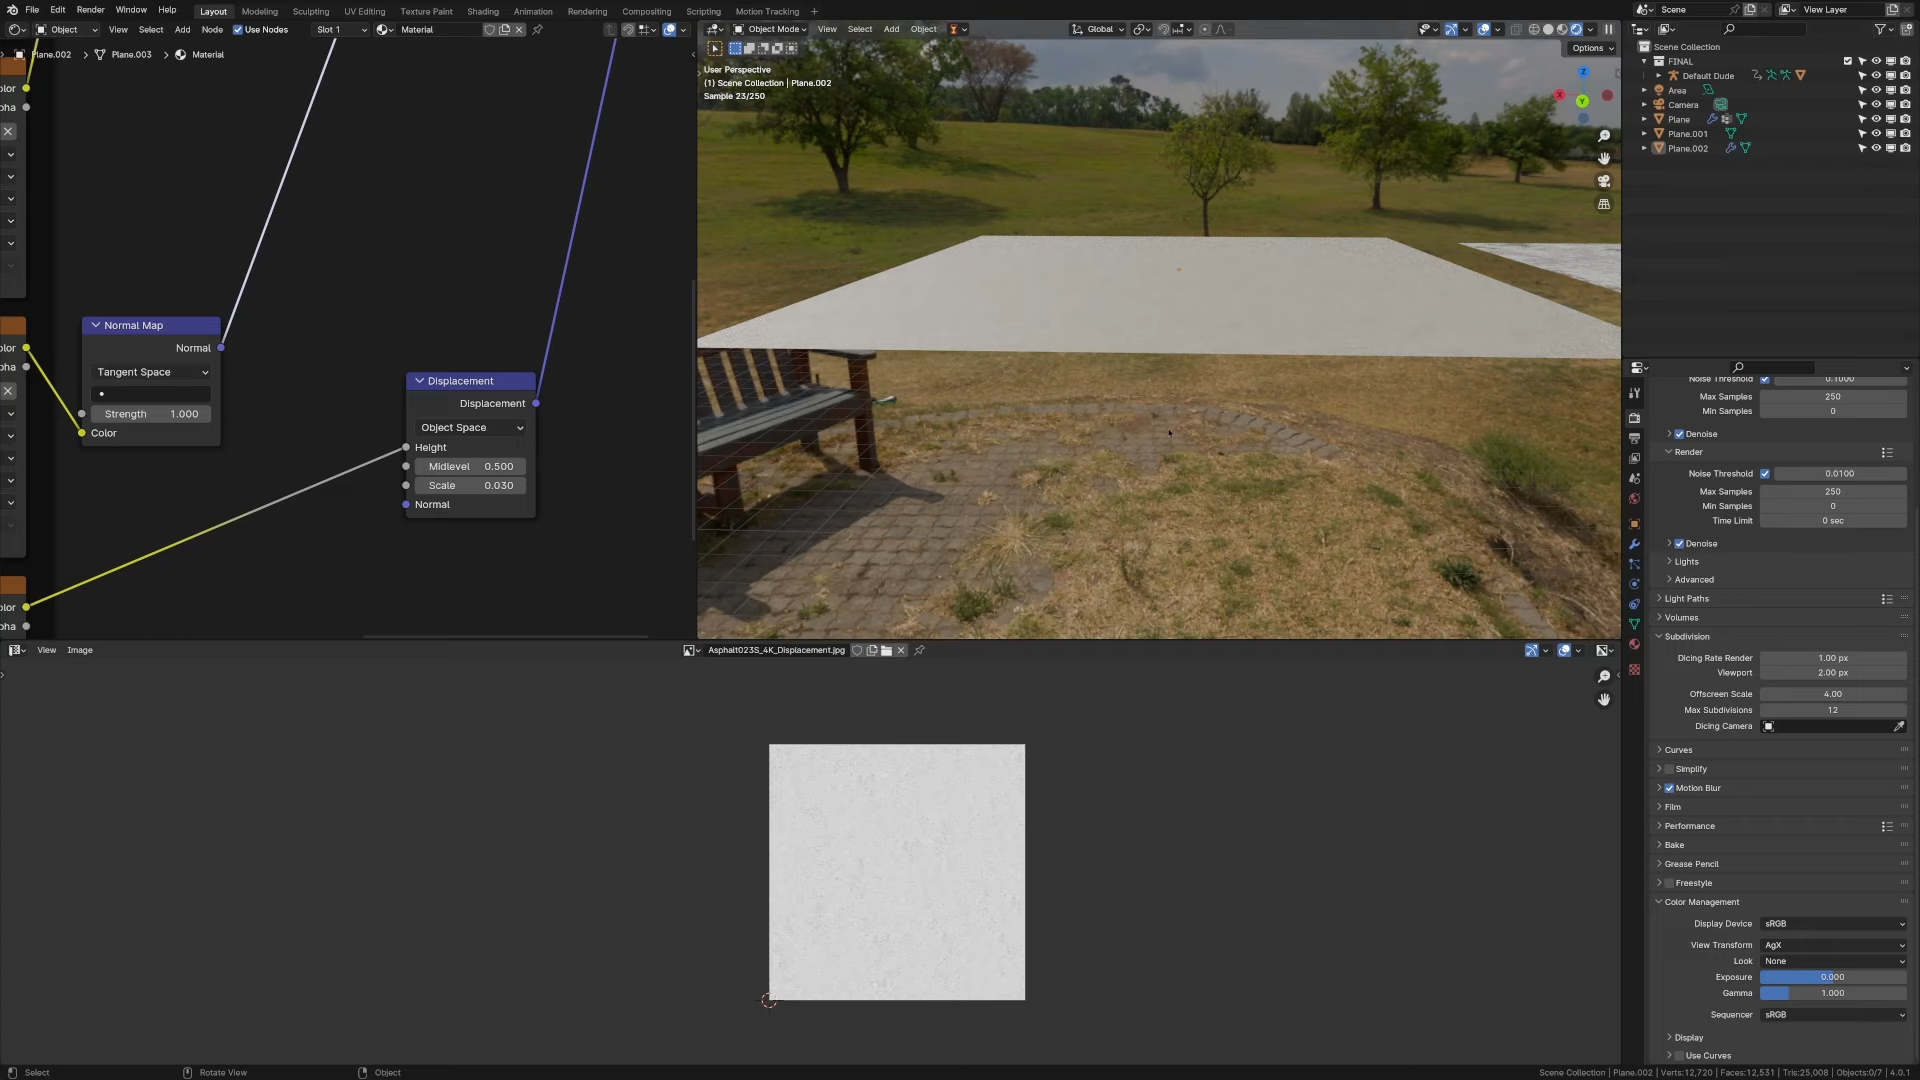 File Edit Render Window Help Layout Modeling Sculpting UV Editing Texture Paint Shading Animation Rendering Compositing Scripting Motion Tracking
Scene View Layer
Object View Select Add Node Use Nodes Slot 1 Material
Object Mode View Select Add Object Global
Options
Plane.002 > Plane.003 > Material
User Perspective
(1) Scene Collection | Plane.002
Sample 23/250
X
Y
Z
lor
pha
lor
pha
lor
pha
Normal Map
Normal
Tangent Space
Strength 1.000
Color
Displacement
Displacement
Object Space
Height
Midlevel 0.500
Scale 0.030
Normal
Scene Collection
FINAL
Default Dude
Area
Camera
Plane
Plane.001
Plane.002
Noise Threshold 0.1000
Max Samples 250
Min Samples 0
Denoise
Render
Noise Threshold 0.0100
Max Samples 250
Min Samples 0
Time Limit 0 sec
Denoise
Lights
Advanced
Light Paths
Volumes
Subdivision
Dicing Rate Render 1.00 px
Viewport 2.00 px
Offscreen Scale 4.00
Max Subdivisions 12
Dicing Camera
Curves
Simplify
Motion Blur
Film
Performance
Bake
Grease Pencil
Freestyle
Color Management
Display Device sRGB
View Transform AgX
Look None
Exposure 0.000
Gamma 1.000
Sequencer sRGB
Display
Use Curves
View Image Asphalt023S_4K_Displacement.jpg
Select Rotate View Object
Scene Collection | Plane.002 | Verts:12,720 | Faces:12,531 | Tris:25,008 | Objects:0/7 | 4.0.1